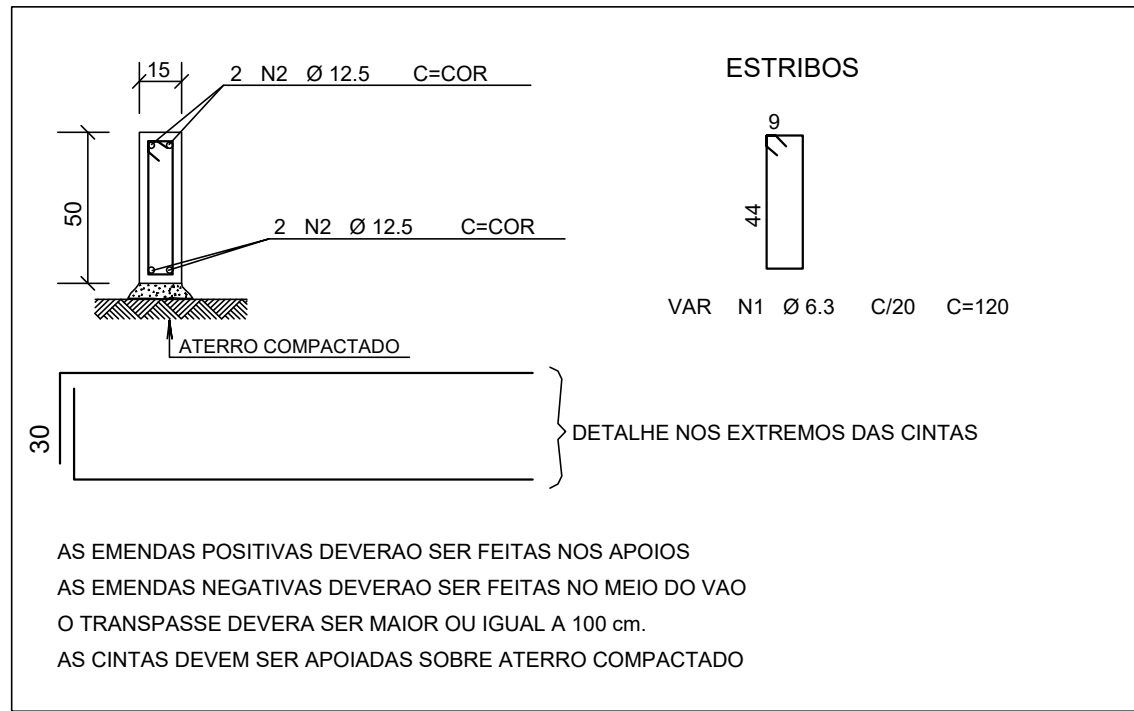 15
2 N2 Ø 12.5 C=COR
ESTRIBOS
9
50
44
2 N2 Ø 12.5 C=COR
VAR N1 Ø 6.3 C/20 C=120
ATERRO COMPACTADO
30
DETALHE NOS EXTREMOS DAS CINTAS
AS EMENDAS POSITIVAS DEVERAO SER FEITAS NOS APOIOS
AS EMENDAS NEGATIVAS DEVERAO SER FEITAS NO MEIO DO VAO
O TRANSPASSE DEVERA SER MAIOR OU IGUAL A 100 cm.
AS CINTAS DEVEM SER APOIADAS SOBRE ATERRO COMPACTADO